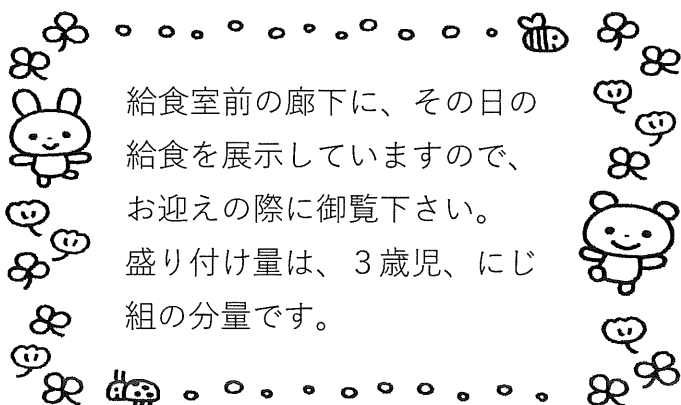 給食室前の廊下に、その日の
給食を展示していますので、
お迎えの際に御覧下さい。
盛り付け量は、３歳児、にじ
組の分量です。